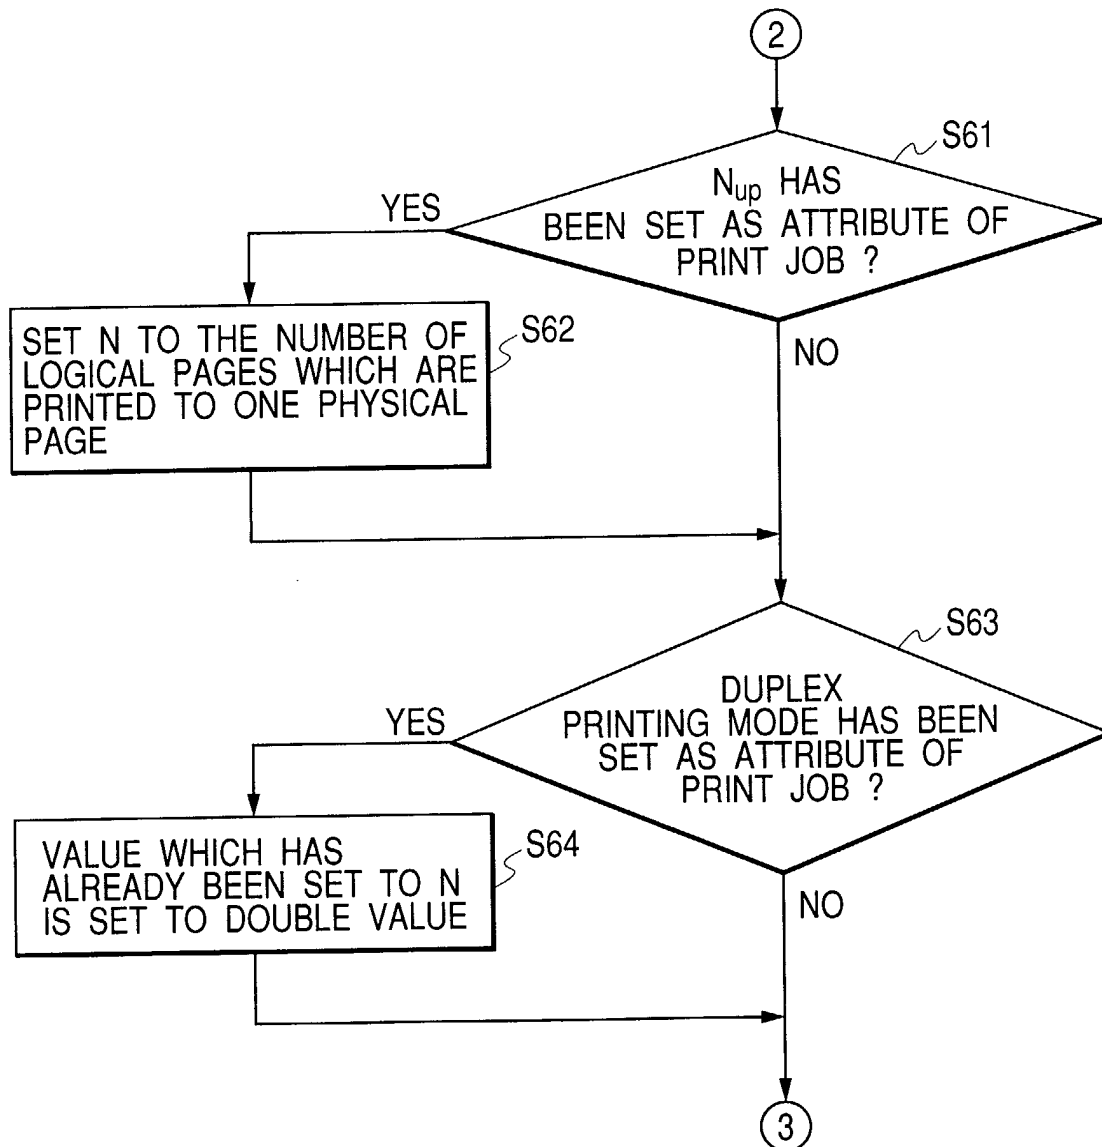 2
S61
N_up HAS
BEEN SET AS ATTRIBUTE OF
PRINT JOB ?
YES
NO
SET N TO THE NUMBER OF
LOGICAL PAGES WHICH ARE
PRINTED TO ONE PHYSICAL
PAGE
S62
S63
DUPLEX
PRINTING MODE HAS BEEN
SET AS ATTRIBUTE OF
PRINT JOB ?
YES
NO
VALUE WHICH HAS
ALREADY BEEN SET TO N
IS SET TO DOUBLE VALUE
S64
3